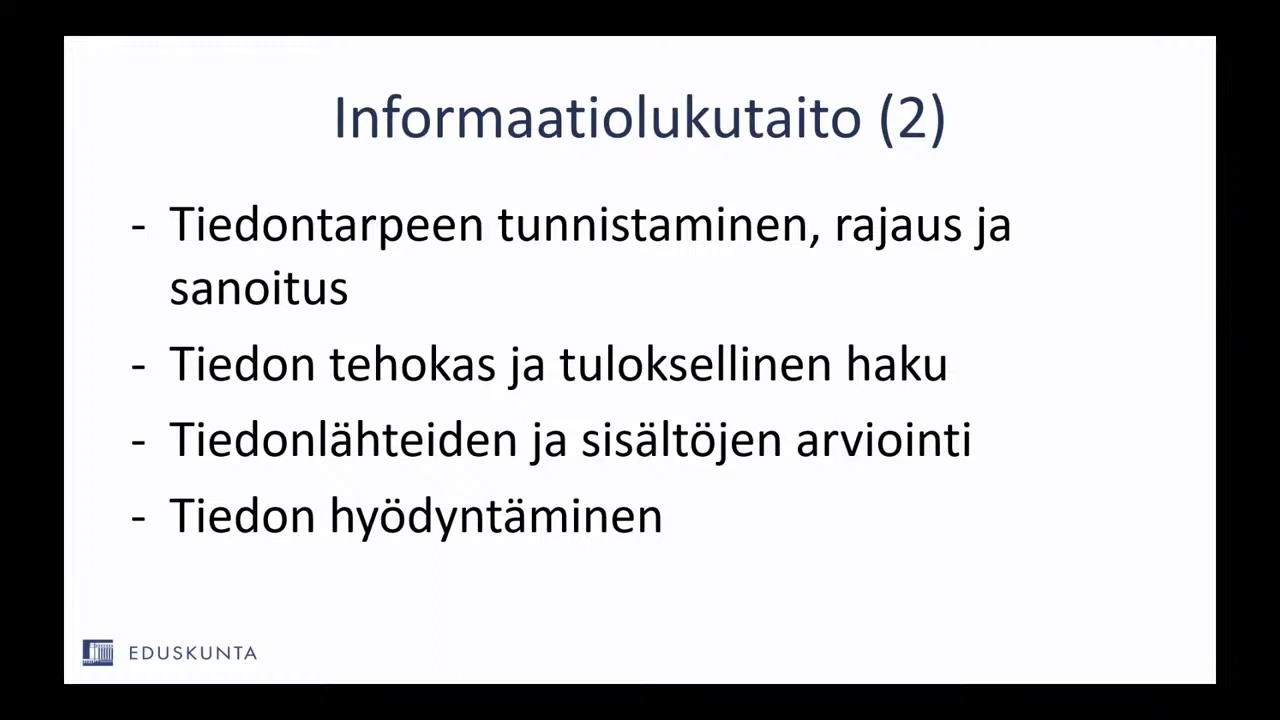 Informaatiolukutaito (2)
- Tiedontarpeen tunnistaminen, rajaus ja
sanoitus
- Tiedon tehokas ja tuloksellinen haku
- Tiedonlähteiden ja sisältöjen arviointi
- Tiedon hyödyntäminen
EDUSKUNTA